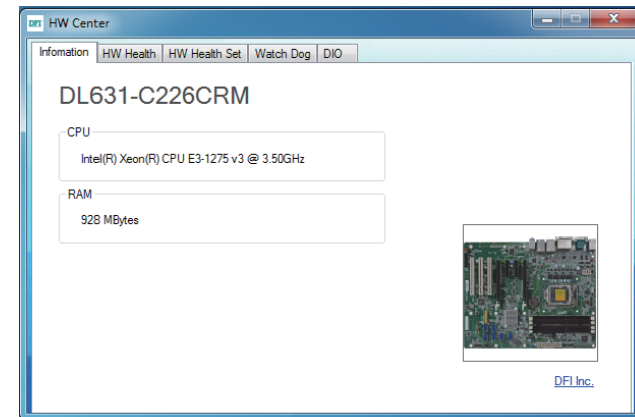 DFI HW Center
Infomation HW Health HW Health Set Watch Dog DIO
DL631-C226CRM
CPU
Intel(R) Xeon(R) CPU E3-1275 v3 @ 3.50GHz
RAM
928 MBytes
DFI Inc.